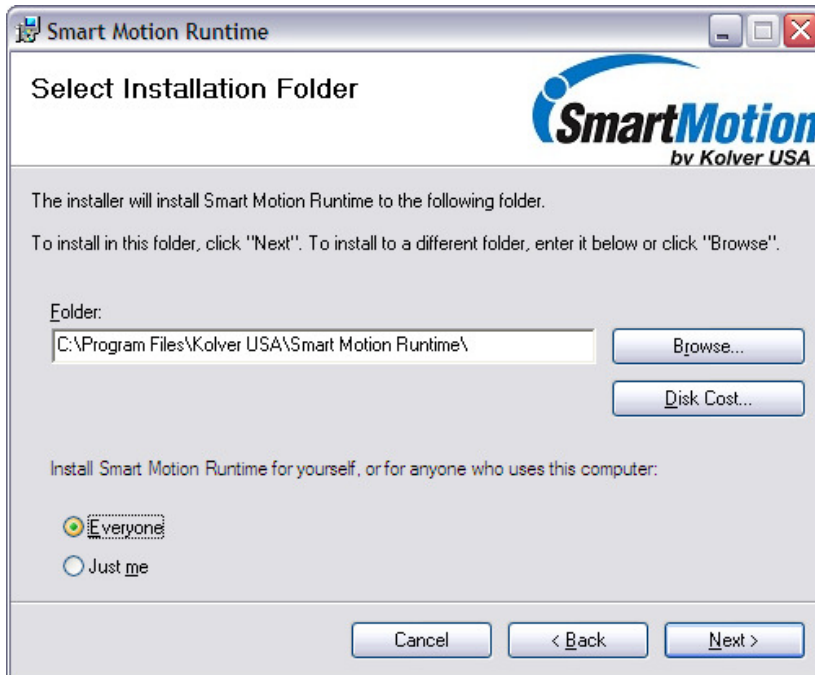 Smart Motion Runtime
Select Installation Folder
SmartMotion
by Kolver USA
The installer will install Smart Motion Runtime to the following folder.
To install in this folder, click "Next". To install to a different folder, enter it below or click "Browse".
Folder:
C:\Program Files\Kolver USA\Smart Motion Runtime\
Browse...
Disk Cost...
Install Smart Motion Runtime for yourself, or for anyone who uses this computer:
Everyone
Just me
Cancel
< Back
Next >